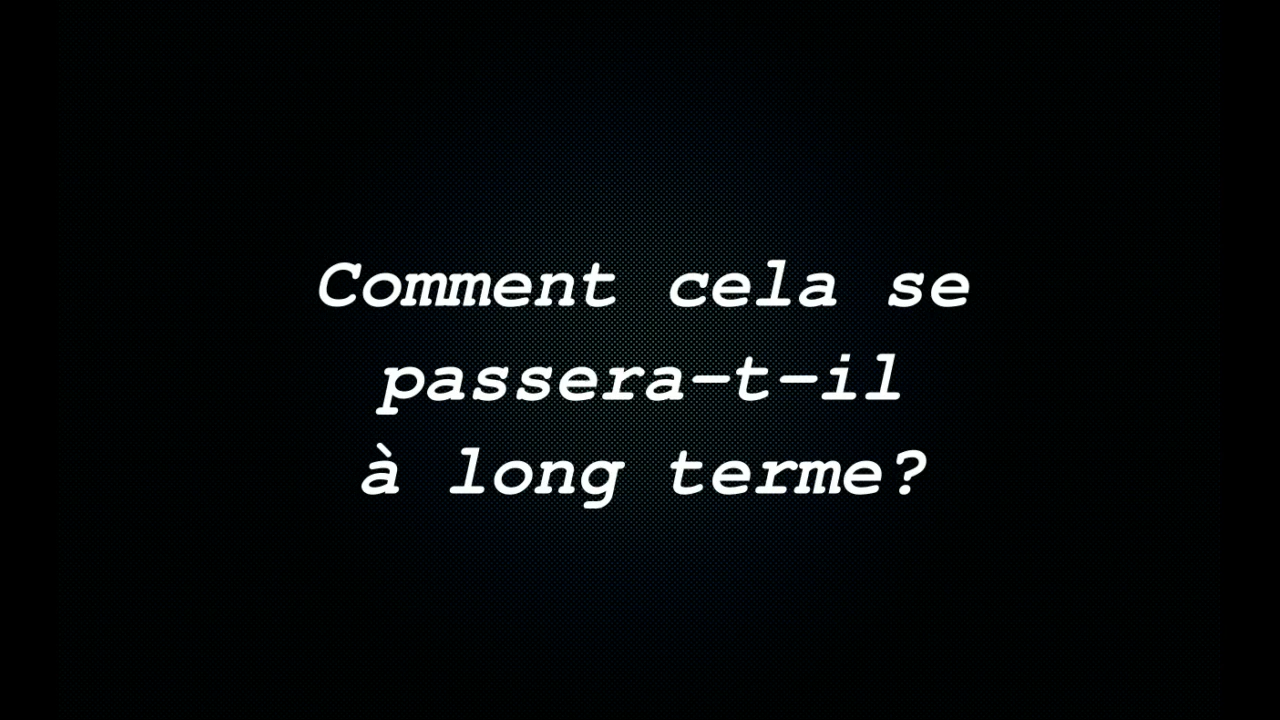 Comment cela se
passera-t-il
à long terme?